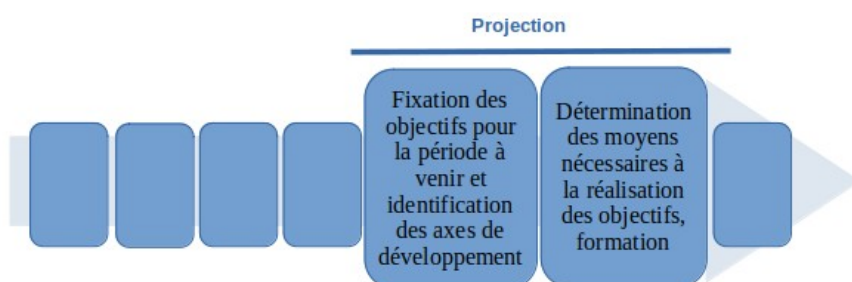 Projection
Fixation des
objectifs pour
la période à
venir et
identification
des axes de
développement
Détermination
des moyens
nécessaires à
la réalisation
des objectifs,
formation